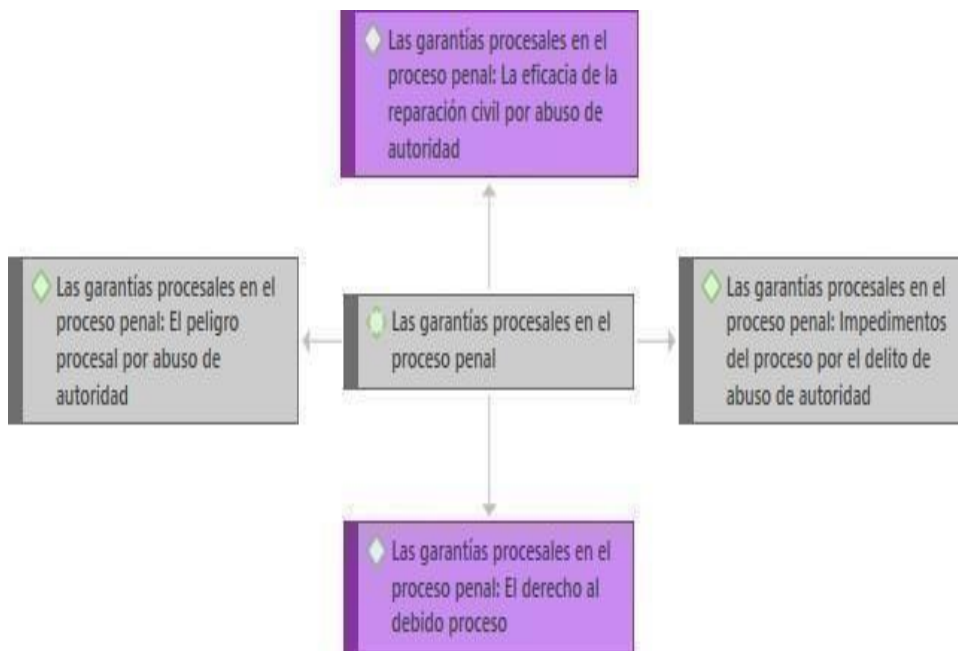 Las garantías procesales en el
proceso penal: La eficacia de la
reparación civil por abuso de
autoridad
Las garantías procesales en el
proceso penal: El peligro
procesal por abuso de
autoridad
Las garantías procesales en el
proceso penal
Las garantías procesales en el
proceso penal: Impedimentos
del proceso por el delito de
abuso de autoridad
Las garantías procesales en el
proceso penal: El derecho al
debido proceso